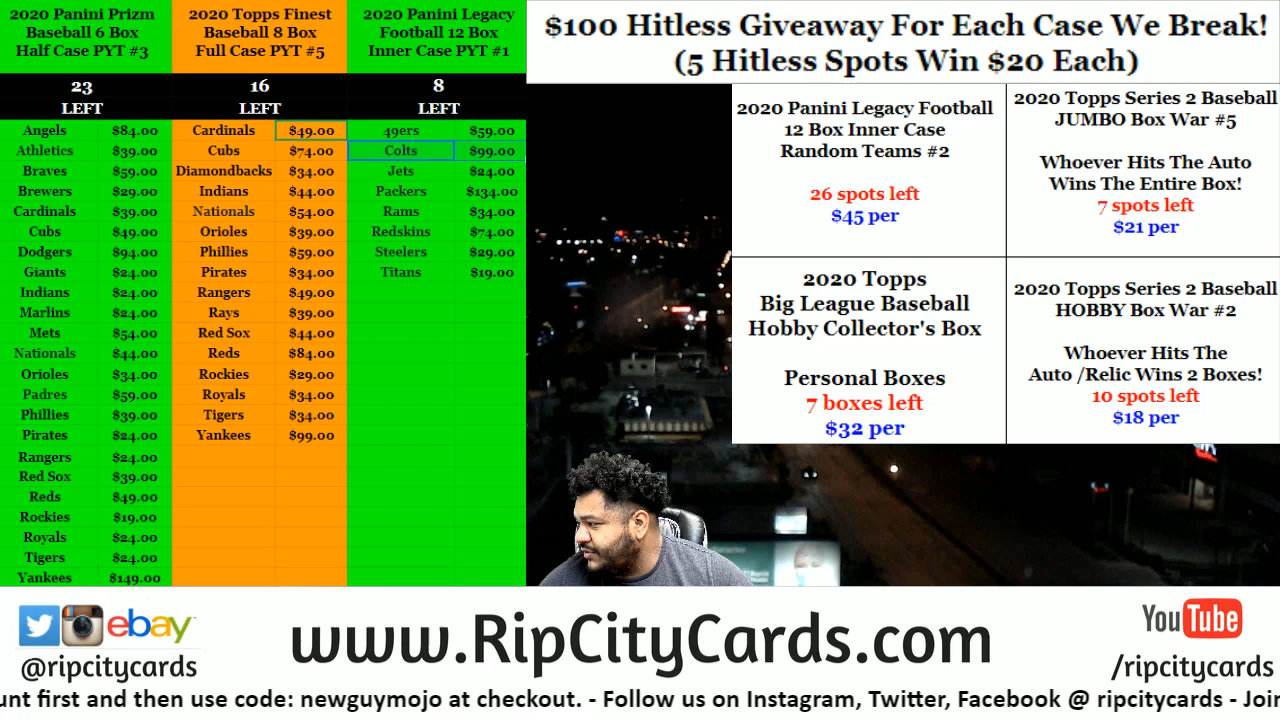 2020 Panini Prizm
Baseball 6 Box
Half Case PYT #3
23
LEFT
Angels $84.00
Athletics $39.00
Braves $59.00
Brewers $29.00
Cardinals $39.00
Cubs $49.00
Dodgers $94.00
Giants $24.00
Indians $24.00
Marlins $24.00
Mets $54.00
Nationals $44.00
Orioles $34.00
Padres $59.00
Phillies $39.00
Pirates $24.00
Rangers $24.00
Red Sox $39.00
Reds $49.00
Rockies $19.00
Royals $24.00
Tigers $24.00
Yankees $149.00
2020 Topps Finest
Baseball 8 Box
Full Case PYT #5
16
LEFT
Cardinals $49.00
Cubs $74.00
Diamondbacks $34.00
Indians $44.00
Nationals $54.00
Orioles $39.00
Phillies $59.00
Pirates $34.00
Rangers $49.00
Rays $39.00
Red Sox $44.00
Reds $84.00
Rockies $29.00
Royals $34.00
Tigers $34.00
Yankees $99.00
2020 Panini Legacy
Football 12 Box
Inner Case PYT #1
8
LEFT
49ers $59.00
Colts $99.00
Jets $24.00
Packers $134.00
Rams $34.00
Redskins $74.00
Steelers $29.00
Titans $19.00
$100 Hitless Giveaway For Each Case We Break!
(5 Hitless Spots Win $20 Each)
2020 Panini Legacy Football
12 Box Inner Case
Random Teams #2
26 spots left
$45 per
2020 Topps Series 2 Baseball
JUMBO Box War #5
Whoever Hits The Auto
Wins The Entire Box!
7 spots left
$21 per
2020 Topps
Big League Baseball
Hobby Collector's Box
Personal Boxes
7 boxes left
$32 per
2020 Topps Series 2 Baseball
HOBBY Box War #2
Whoever Hits The
Auto /Relic Wins 2 Boxes!
10 spots left
$18 per
ebay
@ripcitycards
www.RipCityCards.com
YouTube
/ripcitycards
unt first and then use code: newguymojo at checkout. - Follow us on Instagram, Twitter, Facebook @ ripcitycards - Join